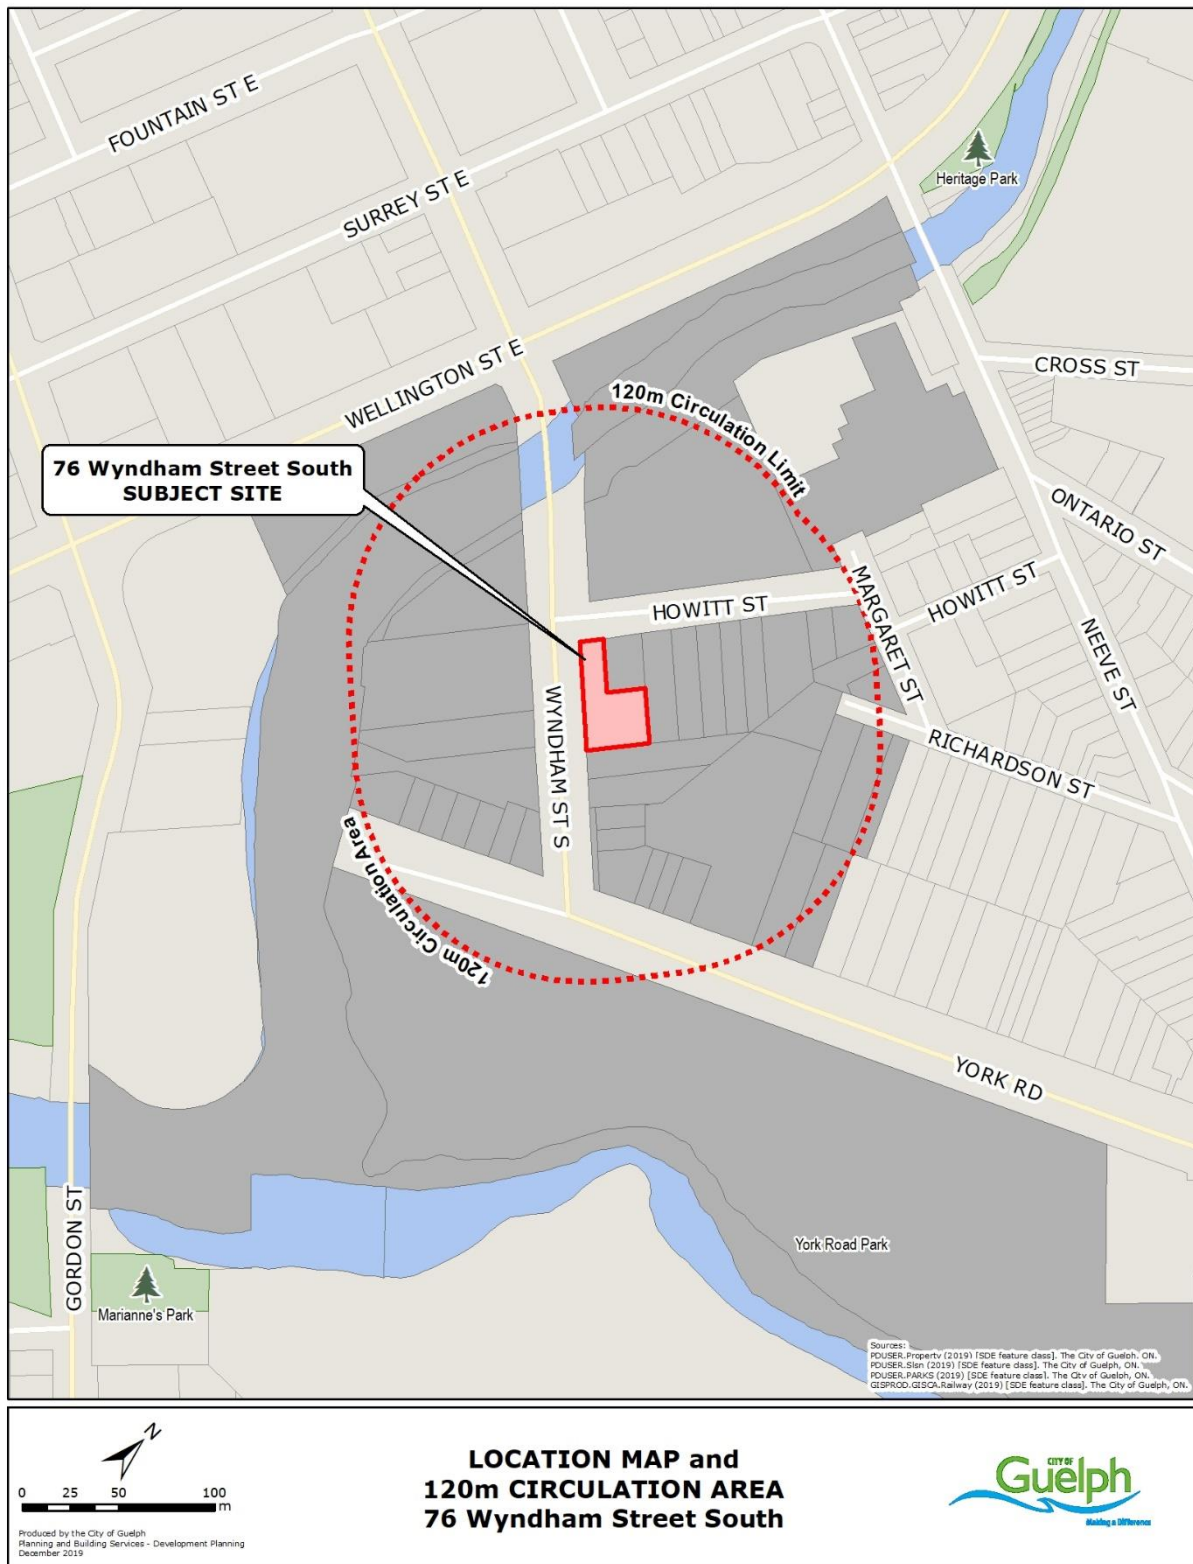 FOUNTAIN ST E
SURREY ST E
Heritage Park
WELLINGTON ST E
CROSS ST
120m Circulation Limit
76 Wyndham Street South
SUBJECT SITE
ONTARIO ST
MARGARET ST
HOWITT ST
HOWITT ST
NEEVE ST
WYNDHAM ST S
RICHARDSON ST
120m Circulation Area
YORK RD
GORDON ST
York Road Park
Marianne's Park
Sources:
PDUSER.Property (2019) [SDE feature class]. The City of Guelph, ON.
PDUSER.Slsn (2019) [SDE feature class]. The City of Guelph, ON.
PDUSER.PARKS (2019) [SDE feature class]. The City of Guelph, ON.
GISPROD.GISCA.Railway (2019) [SDE feature class]. The City of Guelph, ON.
N
0 25 50 100
m
Produced by the City of Guelph
Planning and Building Services - Development Planning
December 2019
LOCATION MAP and
120m CIRCULATION AREA
76 Wyndham Street South
CITY OF
Guelph
Making a Difference